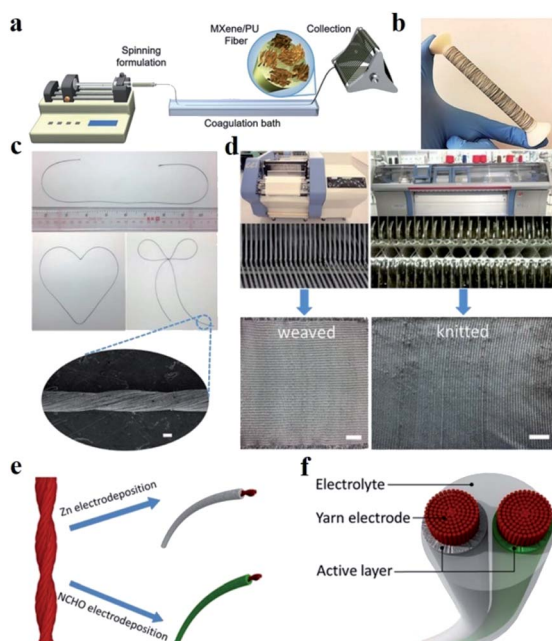 a
MXene/PU
Fiber
Collection
Spinning
formulation
Coagulation bath
b
c
d
weaved
knitted
e
Zn electrodeposition
NCHO electrodeposition
f
Electrolyte
Yarn electrode
Active layer